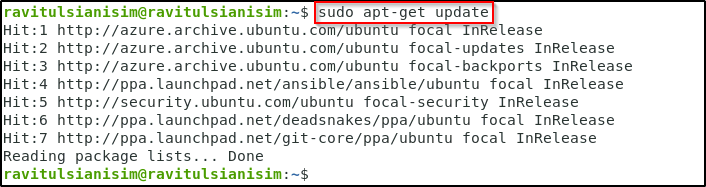 ravitulsianisim@ravitulsianisim:~$ sudo apt-get update
Hit:1 http://azure.archive.ubuntu.com/ubuntu focal InRelease
Hit:2 http://azure.archive.ubuntu.com/ubuntu focal-updates InRelease
Hit:3 http://azure.archive.ubuntu.com/ubuntu focal-backports InRelease
Hit:4 http://ppa.launchpad.net/ansible/ansible/ubuntu focal InRelease
Hit:5 http://security.ubuntu.com/ubuntu focal-security InRelease
Hit:6 http://ppa.launchpad.net/deadsnakes/ppa/ubuntu focal InRelease
Hit:7 http://ppa.launchpad.net/git-core/ppa/ubuntu focal InRelease
Reading package lists... Done
ravitulsianisim@ravitulsianisim:~$